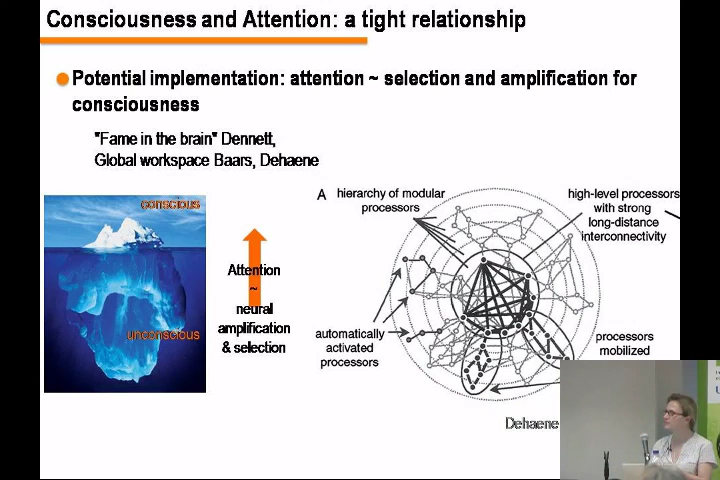 Consciousness and Attention: a tight relationship
Potential implementation: attention ~ selection and amplification for
consciousness
"Fame in the brain" Dennett,
Global workspace Baars, Dehaene
conscious
unconscious
Attention
~
neural
amplification
& selection
A
hierarchy of modular
processors
high-level processors
with strong
long-distance
interconnectivity
automatically
activated
processors
processors
mobilized
Dehaene